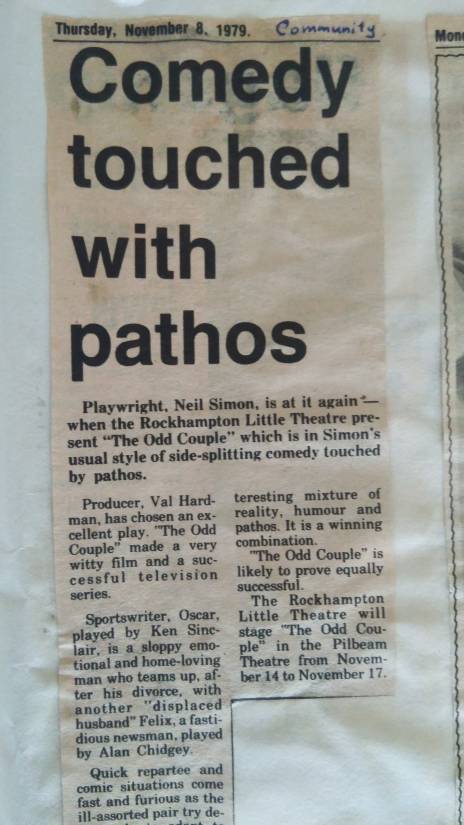 Thursday, November 8, 1979. Community
Comedy
touched
with
pathos
Playwright, Neil Simon, is at it again —
when the Rockhampton Little Theatre pre-
sent "The Odd Couple" which is in Simon's
usual style of side-splitting comedy touched
by pathos.
Producer, Val Hard-
man, has chosen an ex-
cellent play. "The Odd
Couple" made a very
witty film and a suc-
cessful television
series.
Sportswriter, Oscar,
played by Ken Sinc-
lair, is a sloppy emo-
tional and home-loving
man who teams up, af-
ter his divorce, with
another "displaced
husband" Felix, a fasti-
dious newsman, played
by Alan Chidgey.
Quick repartee and
comic situations come
fast and furious as the
ill-assorted pair try de-
teresting mixture of
reality, humour and
pathos. It is a winning
combination.
"The Odd Couple" is
likely to prove equally
successful.
The Rockhampton
Little Theatre will
stage "The Odd Cou-
ple" in the Pilbeam
Theatre from Novem-
ber 14 to November 17.
Mon